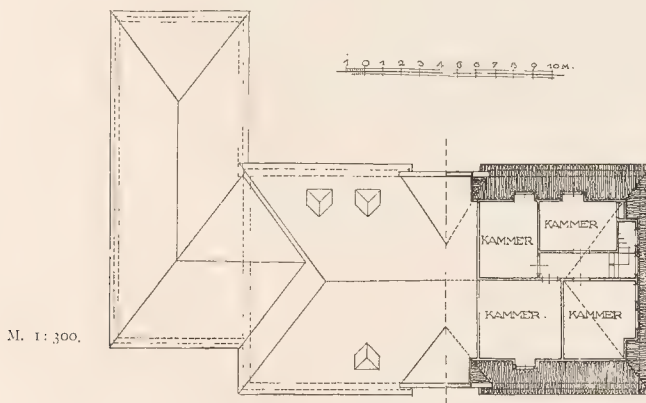 1 0 1 2 3 4 5 6 7 8 9 10 M.
KAMMER
KAMMER
KAMMER.
KAMMER
M. 1:300.